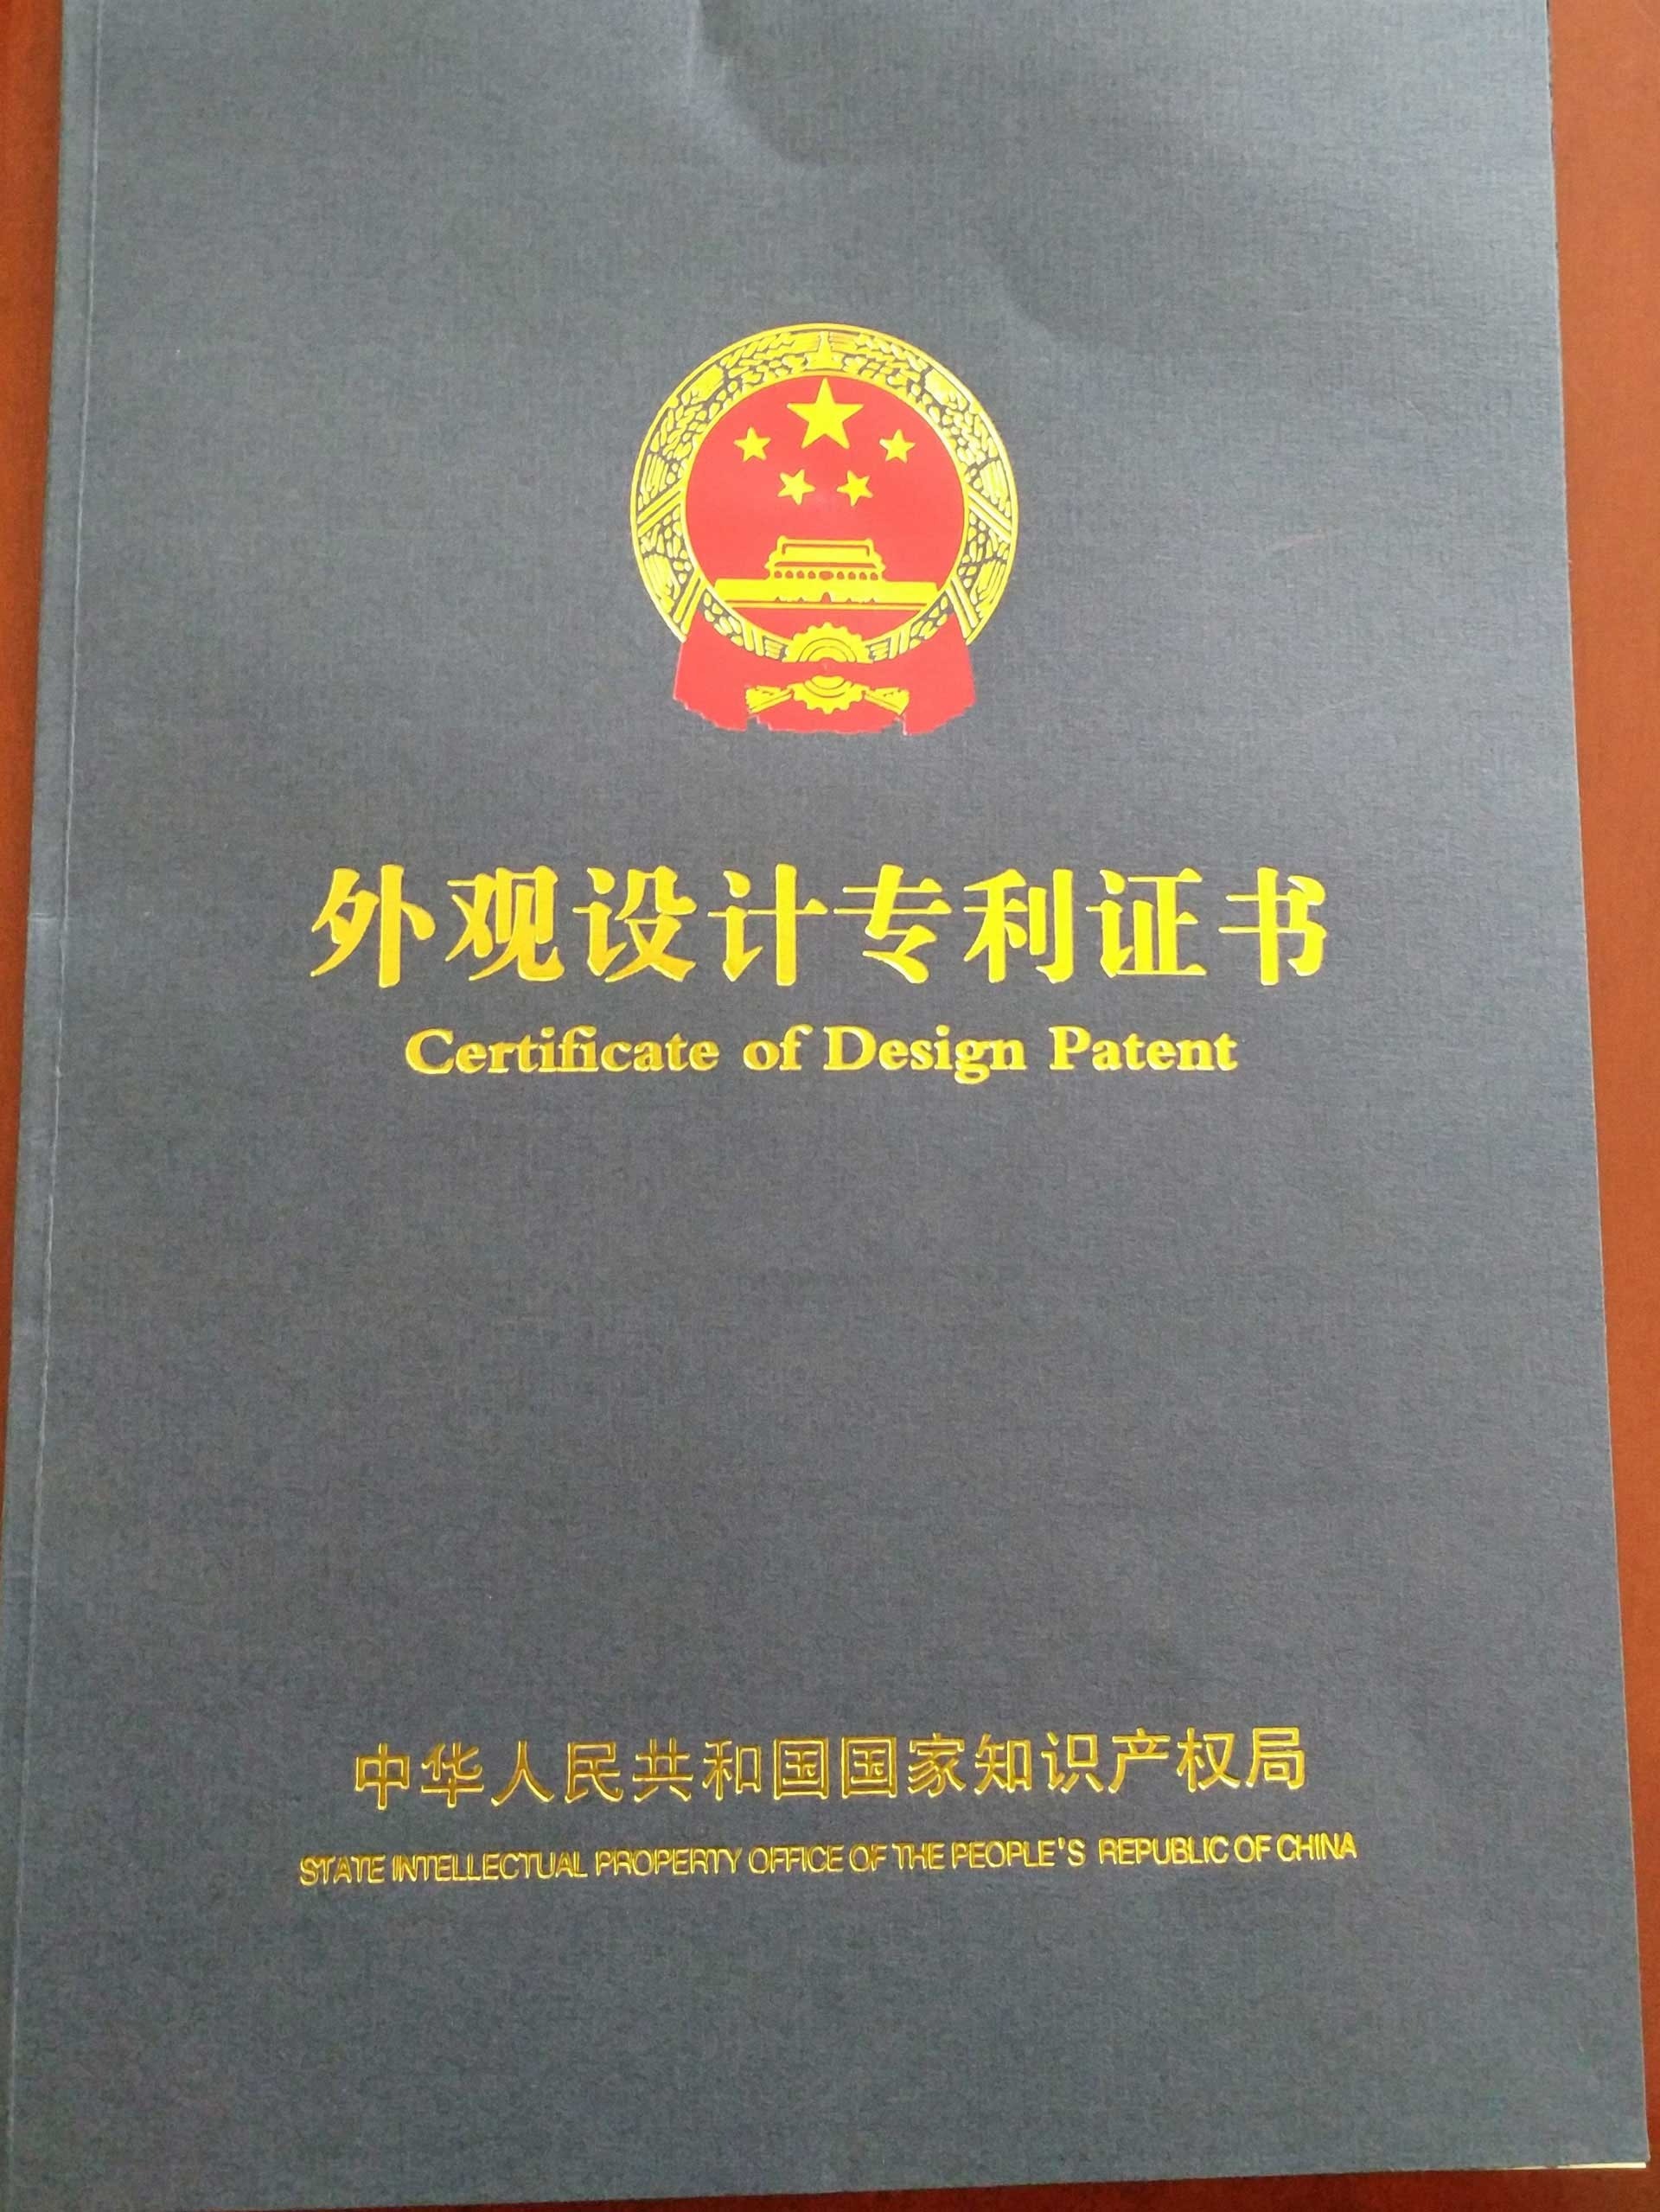 外观设计专利证书
Certificate of Design Patent
中华人民共和国国家知识产权局
STATE INTELLECTUAL PROPERTY OFFICE OF THE PEOPLE'S REPUBLIC OF CHINA